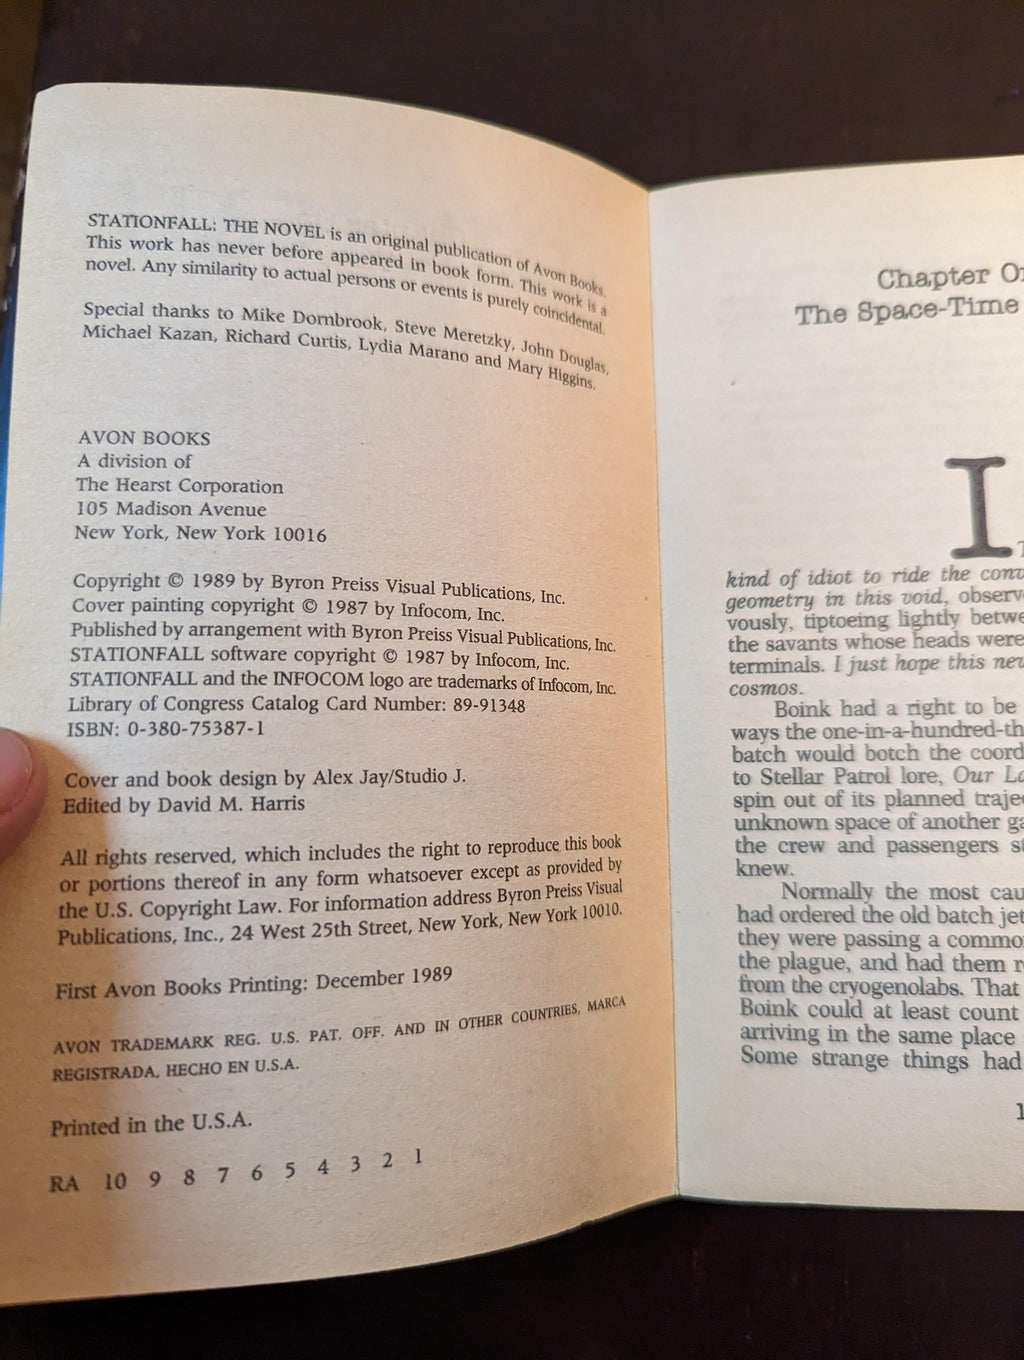 STATIONFALL: THE NOVEL is an original publication of Avon Books.
This work has never before appeared in book form. This work is a
novel. Any similarity to actual persons or events is purely coincidental.
Special thanks to Mike Dornbrook, Steve Meretzky, John Douglas,
Michael Kazan, Richard Curtis, Lydia Marano and Mary Higgins.
AVON BOOKS
A division of
The Hearst Corporation
105 Madison Avenue
New York, New York 10016
Copyright © 1989 by Byron Preiss Visual Publications, Inc.
Cover painting copyright © 1987 by Infocom, Inc.
Published by arrangement with Byron Preiss Visual Publications, Inc.
STATIONFALL software copyright © 1987 by Infocom, Inc.
STATIONFALL and the INFOCOM logo are trademarks of Infocom, Inc.
Library of Congress Catalog Card Number: 89-91348
ISBN: 0-380-75387-1
Cover and book design by Alex Jay/Studio J.
Edited by David M. Harris
All rights reserved, which includes the right to reproduce this book
or portions thereof in any form whatsoever except as provided by
the U.S. Copyright Law. For information address Byron Preiss Visual
Publications, Inc., 24 West 25th Street, New York, New York 10010.
First Avon Books Printing: December 1989
AVON TRADEMARK REG. U.S. PAT. OFF. AND IN OTHER COUNTRIES, MARCA
REGISTRADA, HECHO EN U.S.A.
Printed in the U.S.A.
RA 10 9 8 7 6 5 4 3 2 1
Chapter
The Space-Time
I
kind of idiot to ride the
geometry in this void,
vously, tiptoeing lightly
the savants whose heads were
terminals. I just hope this
cosmos.
Boink had a right to be
ways the
batch would botch the
to Stellar Patrol lore, Our
spin out of its planned
unknown space of another
the crew and passengers
knew.
Normally the most
had ordered the old batch
they were passing a
the plague, and had them
from the cryogenolabs. That
Boink could at least count
arriving in the same place
Some strange things had